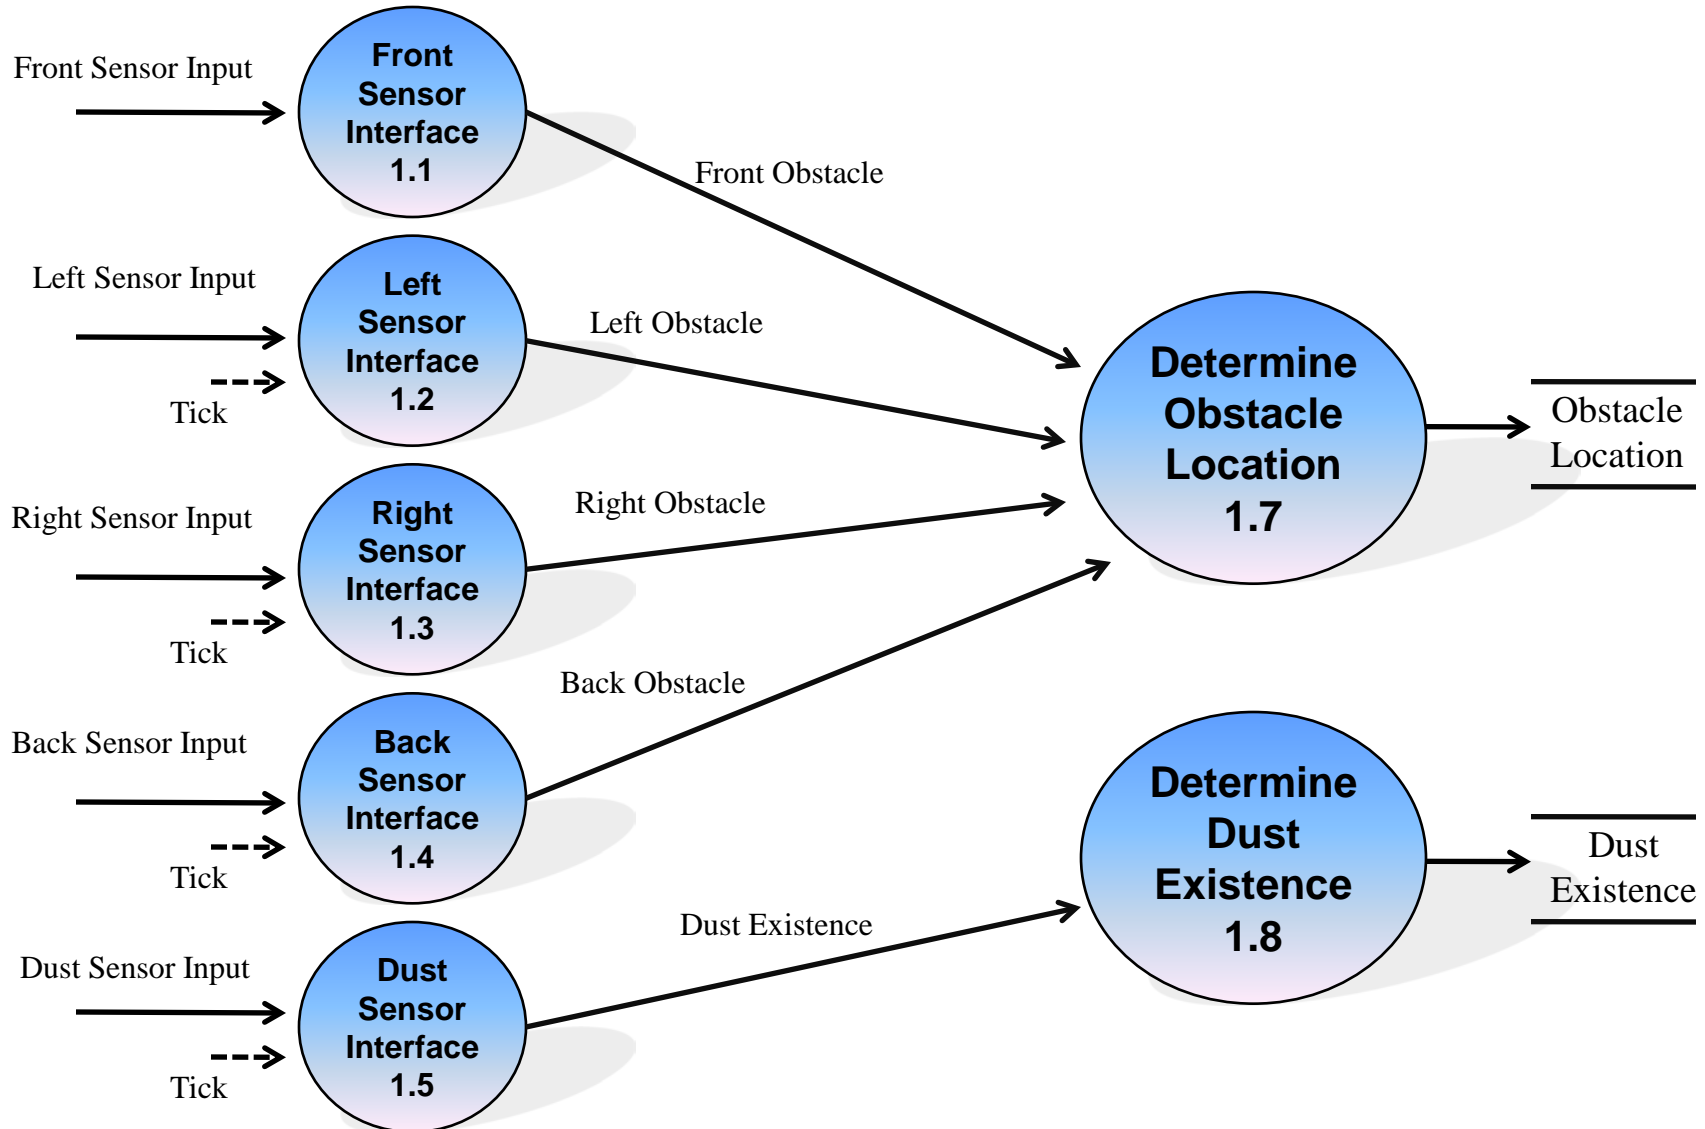 Front Sensor Input
Front
Sensor
Interface
1.1
Front Obstacle
Left Sensor Input
Tick
Left
Sensor
Interface
1.2
Left Obstacle
Right Sensor Input
Tick
Right
Sensor
Interface
1.3
Right Obstacle
Back Sensor Input
Tick
Back
Sensor
Interface
1.4
Back Obstacle
Dust Sensor Input
Tick
Dust
Sensor
Interface
1.5
Dust Existence
Determine
Obstacle
Location
1.7
Obstacle
Location
Determine
Dust
Existence
1.8
Dust
Existence